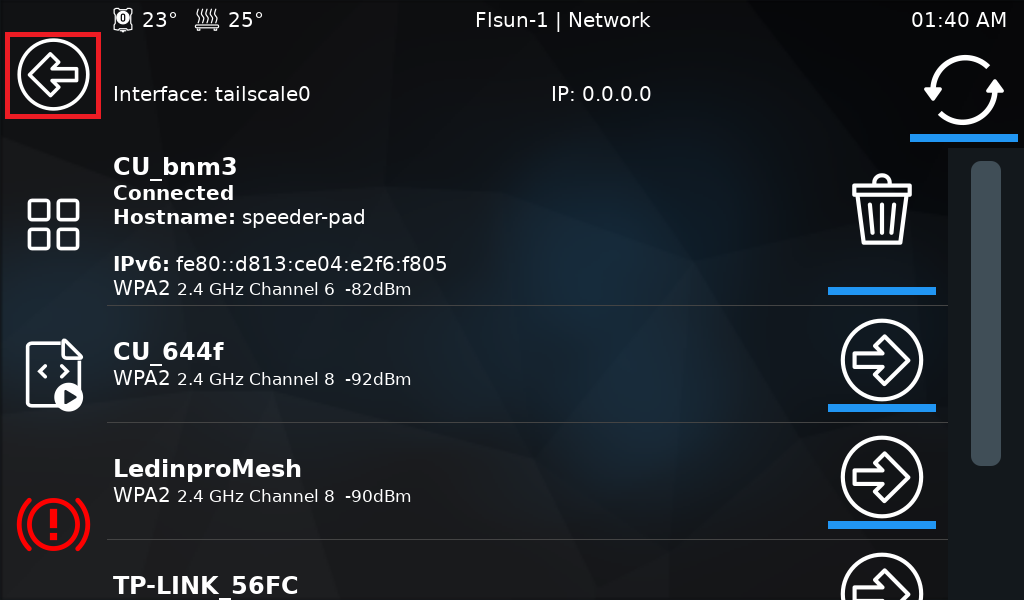 0 23° 25° Flsun-1 | Network 01:40 AM
Interface: tailscale0 IP: 0.0.0.0
CU_bnm3
Connected
Hostname: speeder-pad
IPv6: fe80::d813:ce04:e2f6:f805
WPA2 2.4 GHz Channel 6 -82dBm
CU_644f
WPA2 2.4 GHz Channel 8 -92dBm
LedinproMesh
WPA2 2.4 GHz Channel 8 -90dBm
TP-LINK_56FC